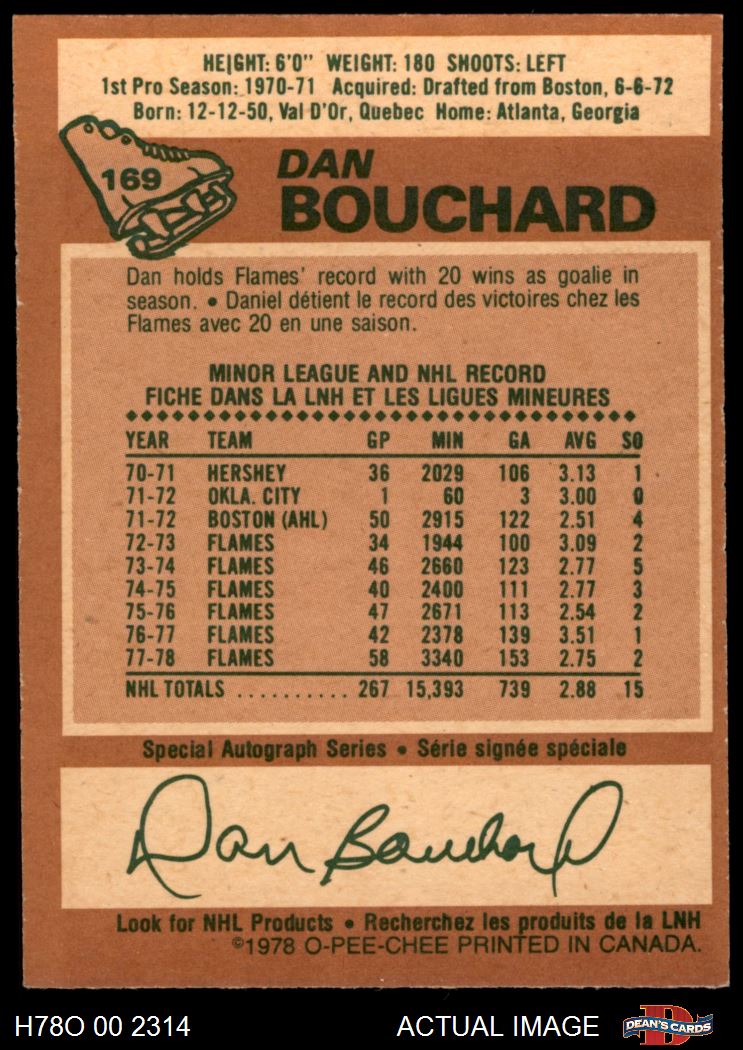 HEIGHT: 6'0" WEIGHT: 180 SHOOTS: LEFT
1st Pro Season: 1970-71 Acquired: Drafted from Boston, 6-6-72
Born: 12-12-50, Val D'Or, Quebec Home: Atlanta, Georgia
169
DAN
BOUCHARD
Dan holds Flames' record with 20 wins as goalie in
season. • Daniel détient le record des victoires chez les
Flames avec 20 en une saison.
MINOR LEAGUE AND NHL RECORD
FICHE DANS LA LNH ET LES LIGUES MINEURES
YEAR TEAM GP MIN GA AVG SO
70-71 HERSHEY 36 2029 106 3.13 1
71-72 OKLA. CITY 1 60 3 3.00 0
71-72 BOSTON (AHL) 50 2915 122 2.51 4
72-73 FLAMES 34 1944 100 3.09 2
73-74 FLAMES 46 2660 123 2.77 5
74-75 FLAMES 40 2400 111 2.77 3
75-76 FLAMES 47 2671 113 2.54 2
76-77 FLAMES 42 2378 139 3.51 1
77-78 FLAMES 58 3340 153 2.75 2
NHL TOTALS .......... 267 15,393 739 2.88 15
Special Autograph Series • Série signée spéciale
Dan Bouchard
Look for NHL Products • Recherchez les produits de la LNH
©1978 O-PEE-CHEE PRINTED IN CANADA.
H78O 00 2314 ACTUAL IMAGE D DEAN'S CARDS